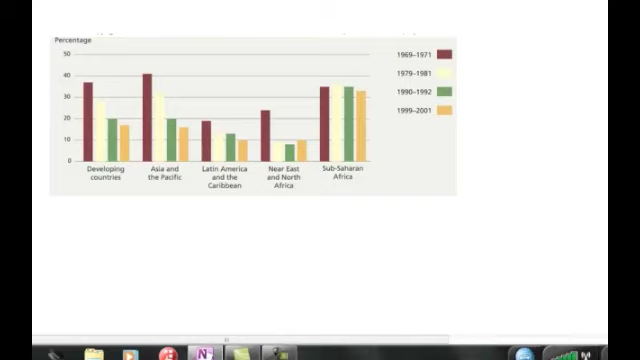 Percentage
50
40
30
20
10
0
1969–1971
1979–1981
1990–1992
1999–2001
Developing
countries
Asia and
the Pacific
Latin America
and the
Caribbean
Near East
and North
Africa
Sub-Saharan
Africa